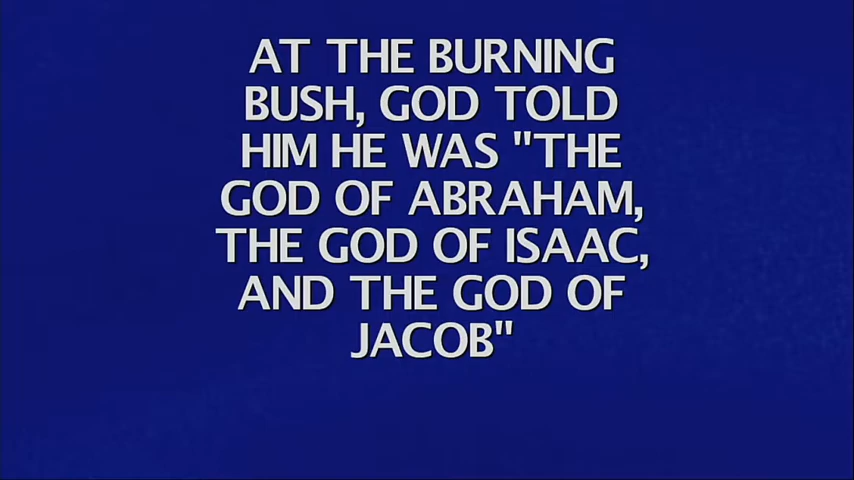 AT THE BURNING
BUSH, GOD TOLD
HIM HE WAS "THE
GOD OF ABRAHAM,
THE GOD OF ISAAC,
AND THE GOD OF
JACOB"